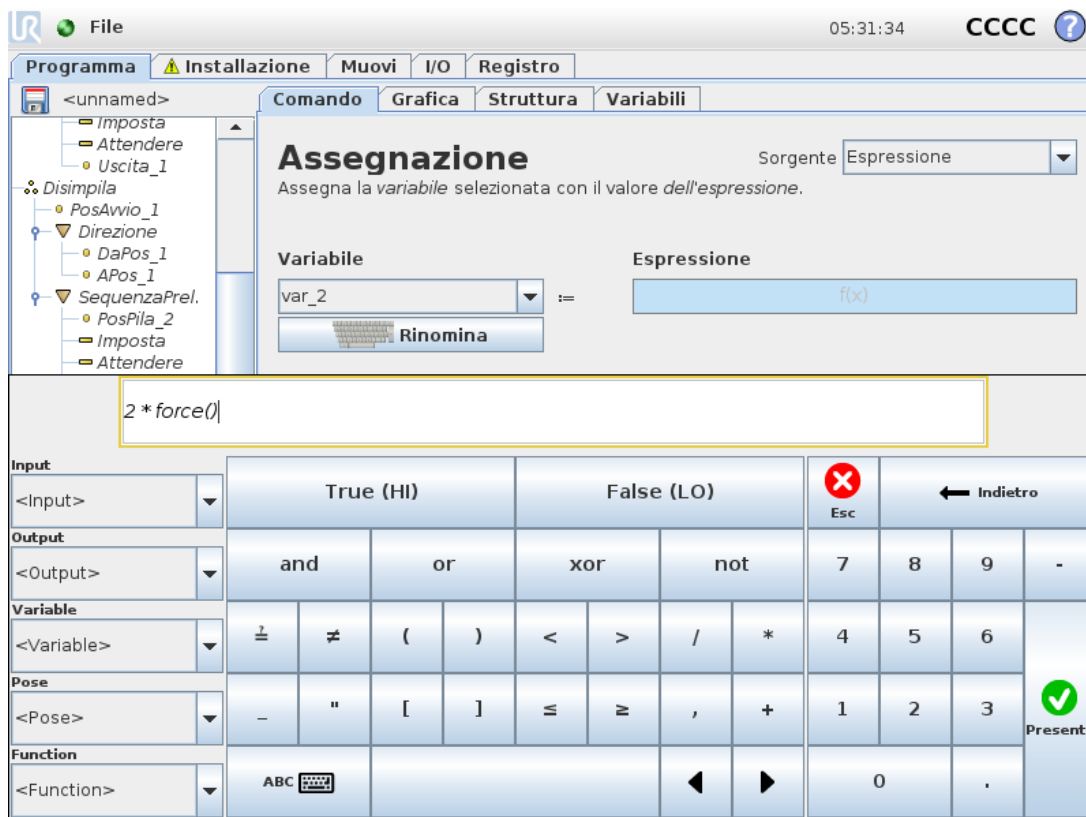 UR File 05:31:34 CCCC ?
Programma Installazione Muovi I/O Registro
<unnamed> Comando Grafica Struttura Variabili
Imposta
Attendere
Uscita_1
Disimpila
PosAvvio_1
Direzione
DaPos_1
APos_1
SequenzaPrel.
PosPila_2
Imposta
Attendere
Assegnazione
Sorgente Espressione
Assegna la variabile selezionata con il valore dell'espressione.
Variabile Espressione
var_2 := f(x)
Rinomina
2 * force()
Input
<Input>
Output
<Output>
Variable
<Variable>
Pose
<Pose>
Function
<Function>
True (HI) False (LO) Esc Indietro
and or xor not 7 8 9 -
≟ ≠ ( ) < > / * 4 5 6
_ " [ ] ≤ ≥ , + 1 2 3 Present
ABC 0 .